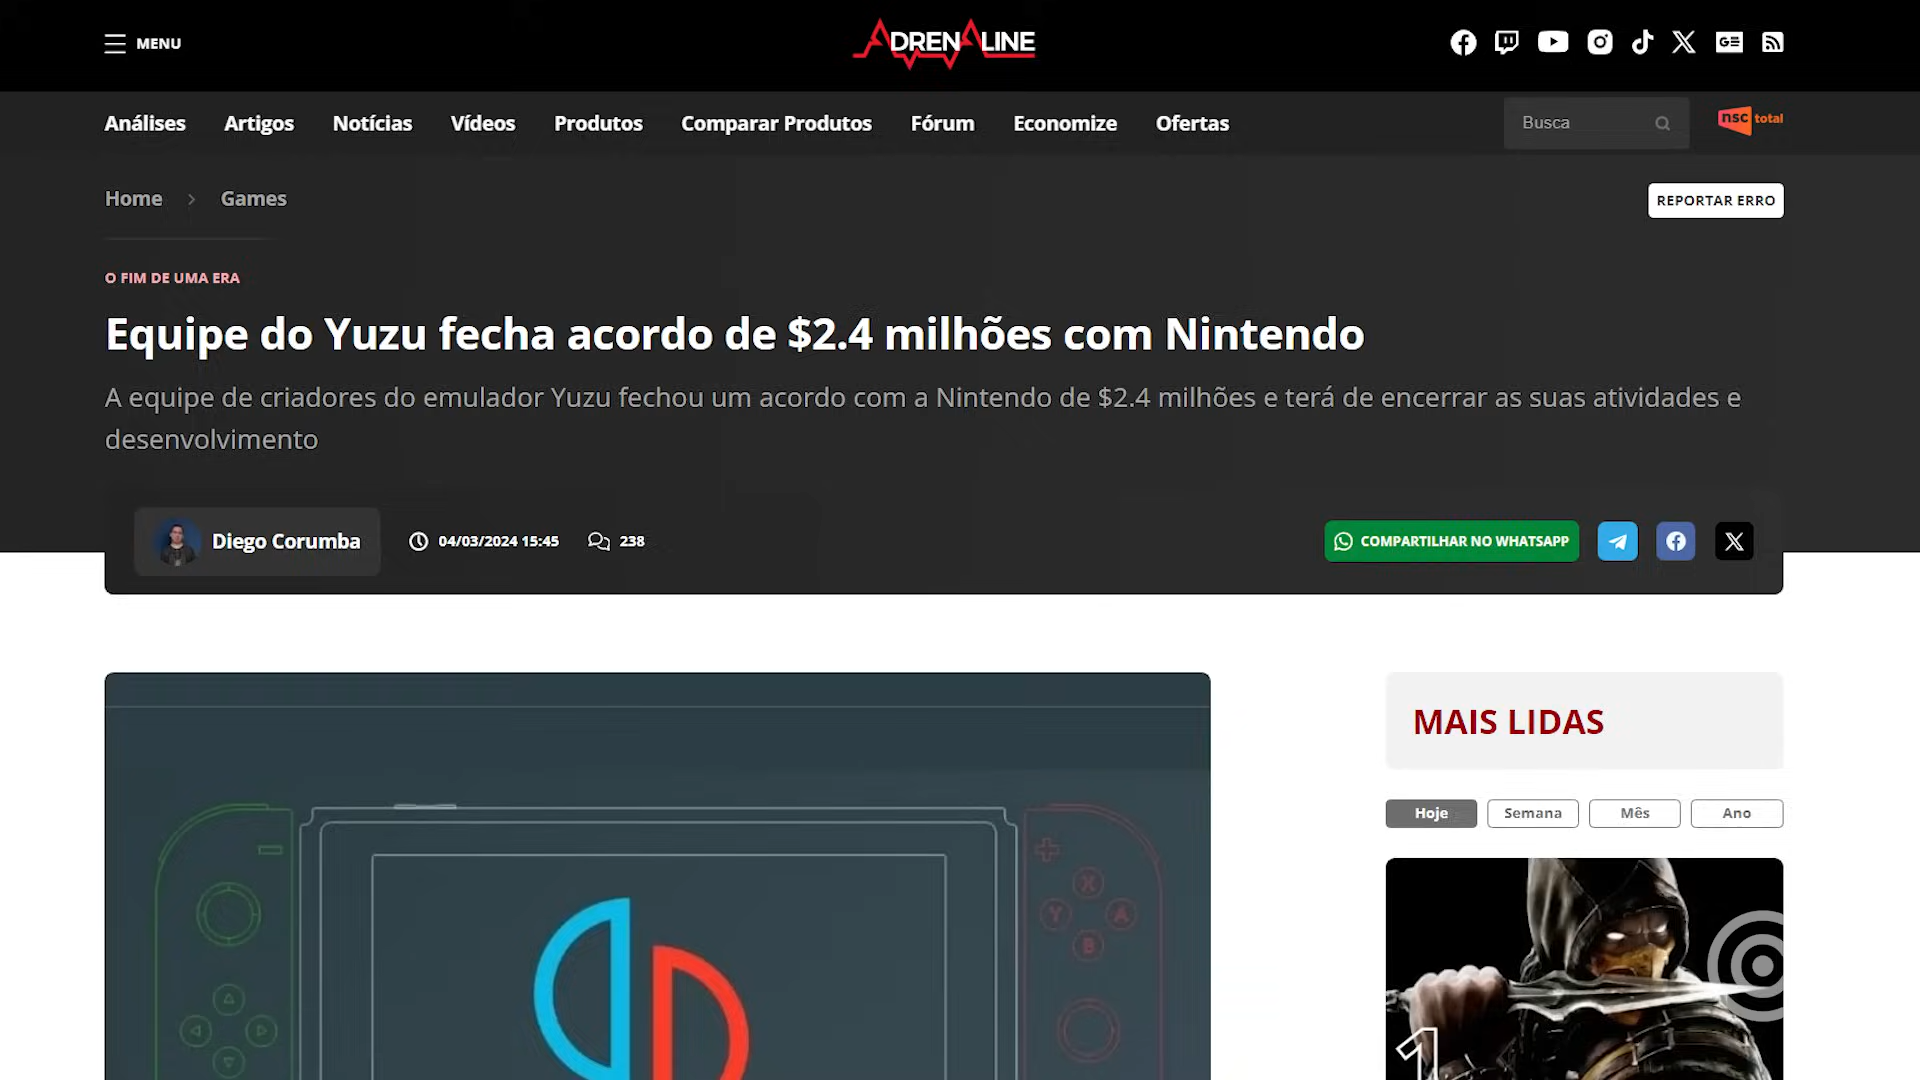 MENU
ADRENALINE
GE
Análises Artigos Notícias Vídeos Produtos Comparar Produtos Fórum Economize Ofertas Busca nsc total
Home > Games REPORTAR ERRO
O FIM DE UMA ERA
Equipe do Yuzu fecha acordo de $2.4 milhões com Nintendo
A equipe de criadores do emulador Yuzu fechou um acordo com a Nintendo de $2.4 milhões e terá de encerrar as suas atividades e
desenvolvimento
Diego Corumba 04/03/2024 15:45 238 COMPARTILHAR NO WHATSAPP
MAIS LIDAS
Hoje Semana Mês Ano
X
Y A
B
1